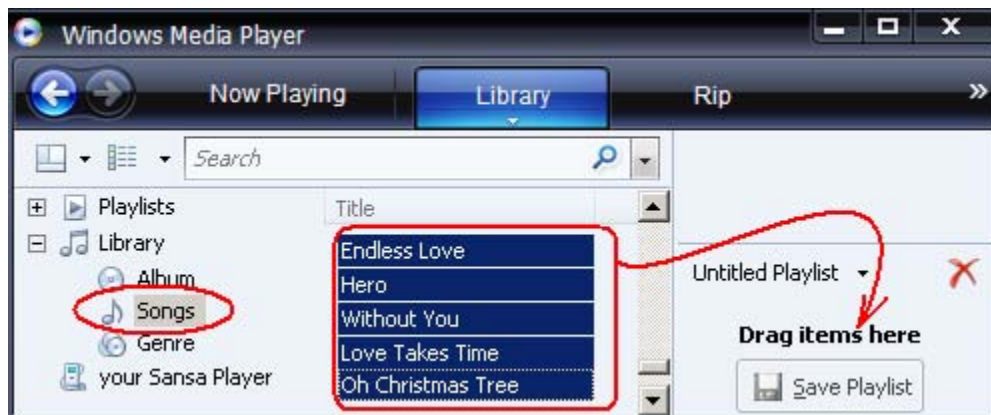 Windows Media Player
Now Playing
Library
Rip
»
Search
Playlists
Library
Album
Songs
Genre
your Sansa Player
Title
Endless Love
Hero
Without You
Love Takes Time
Oh Christmas Tree
Untitled Playlist
Drag items here
Save Playlist